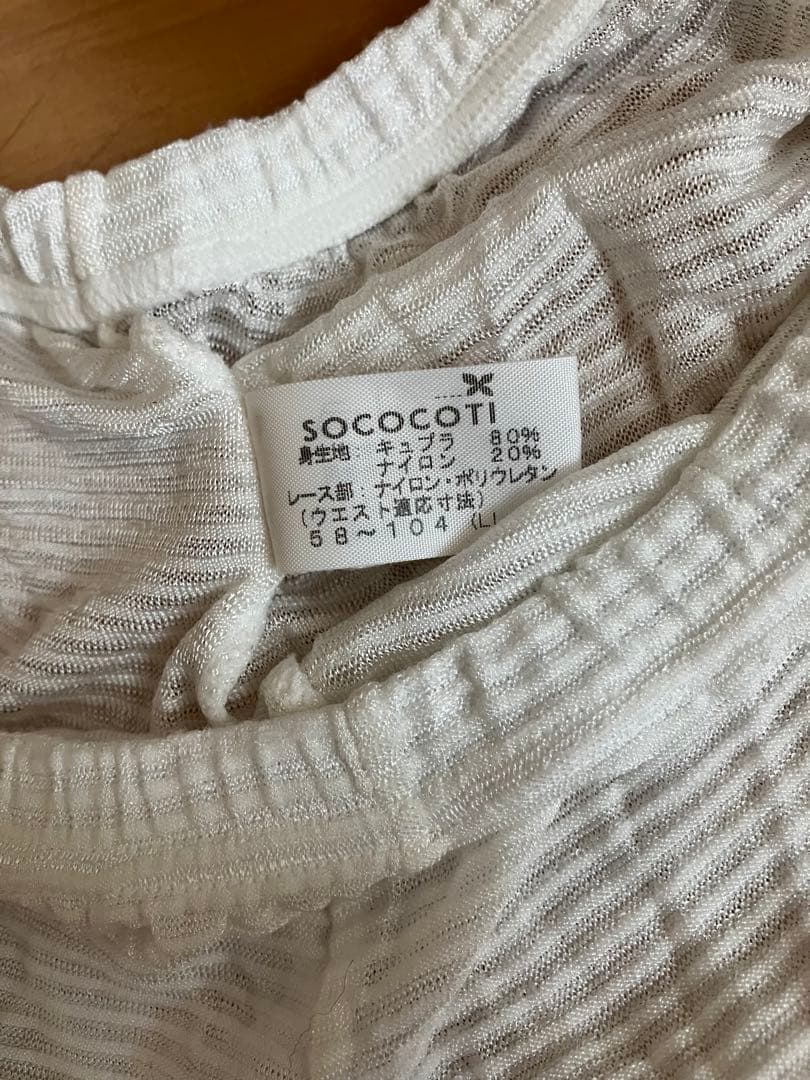 SOCOCOTI
身生地 キュプラ 80%
ナイロン 20%
レース部:ナイロン・ポリウレタン
(ウエスト適応寸法)
58〜104 (L)